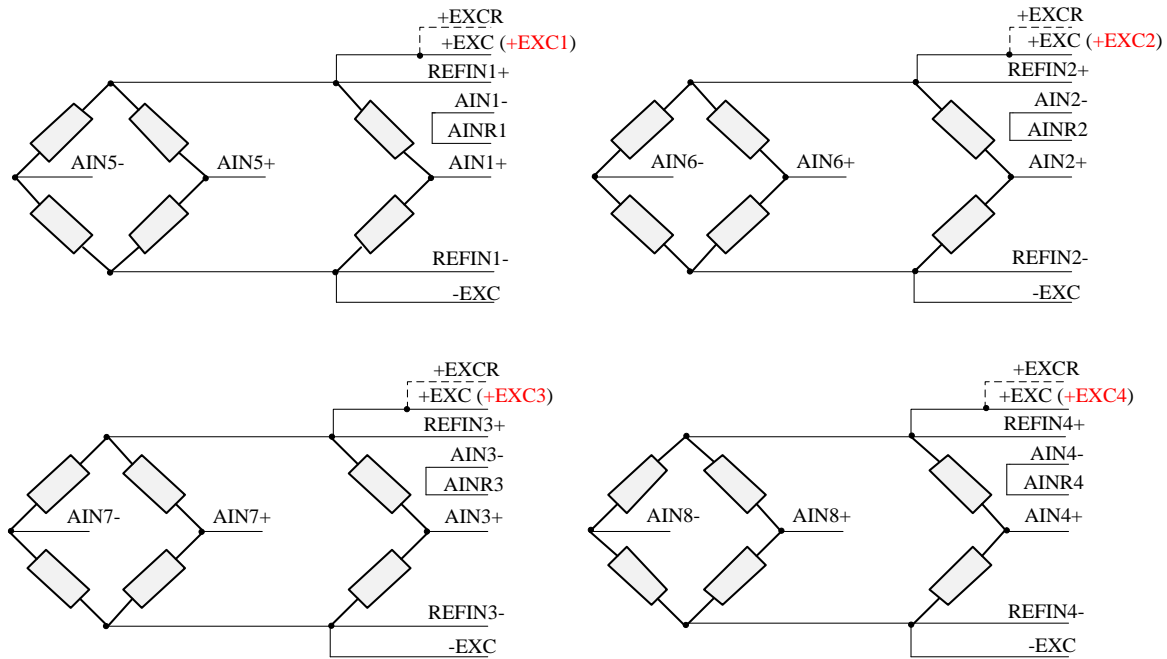 +EXCR
+EXC (+EXC1)
REFIN1+
AIN1-
AINR1
AIN5-
AIN5+
AIN1+
REFIN1-
-EXC
+EXCR
+EXC (+EXC2)
REFIN2+
AIN2-
AINR2
AIN6-
AIN6+
AIN2+
REFIN2-
-EXC
+EXCR
+EXC (+EXC3)
REFIN3+
AIN3-
AINR3
AIN7-
AIN7+
AIN3+
REFIN3-
-EXC
+EXCR
+EXC (+EXC4)
REFIN4+
AIN4-
AINR4
AIN8-
AIN8+
AIN4+
REFIN4-
-EXC